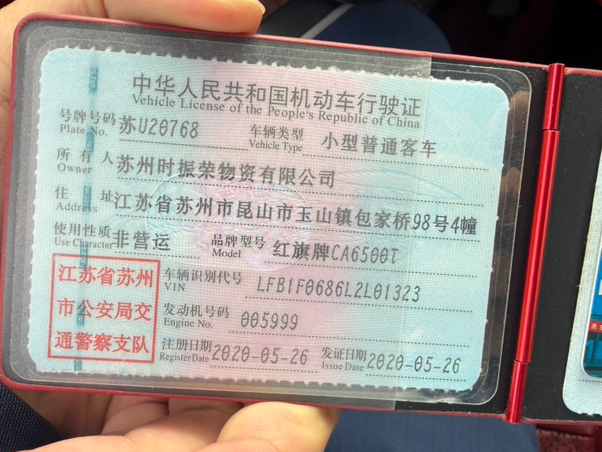 中华人民共和国机动车行驶证
Vehicle License of the People's Republic of China
号牌号码 苏U20768 车辆类型 小型普通客车
Plate No. Vehicle Type
所有人 苏州时振荣物资有限公司
Owner
住址 江苏省苏州市昆山市玉山镇包家桥98号4幢
Address
使用性质 非营运 品牌型号 红旗牌CA6500T
Use Character Model
江苏省苏州
市公安局交
通警察支队
车辆识别代号 LFB1F0686L2L01323
VIN
发动机号码 005999
Engine No.
注册日期 2020-05-26 发证日期 2020-05-26
Register Date Issue Date